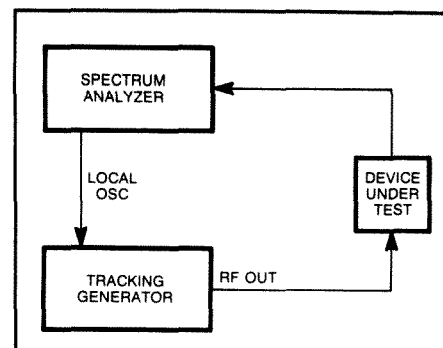 SPECTRUM
ANALYZER
LOCAL
OSC
DEVICE
UNDER
TEST
TRACKING
GENERATOR
RF OUT